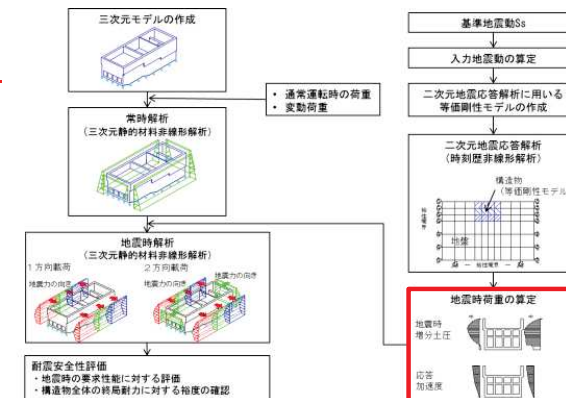 三次元モデルの作成
・ 通常運転時の荷重
・ 変動荷重
常時解析
(三次元静的材料非線形解析)
地震時解析
(三次元静的材料非線形解析)
1方向載荷
2方向載荷
地震力の向き
地震力の向き
地震力の向き
耐震安全性評価
・地震時の要求性能に対する評価
・構造物全体の終局耐力に対する裕度の確認
基準地震動Ss
入力地震動の算定
二次元地震応答解析に用いる
等価剛性モデルの作成
二次元地震応答解析
(時刻歴非線形解析)
構造物
(等価剛性モデル
地盤
粘性境界
地震時荷重の算定
地震時
増分土圧
応答
加速度